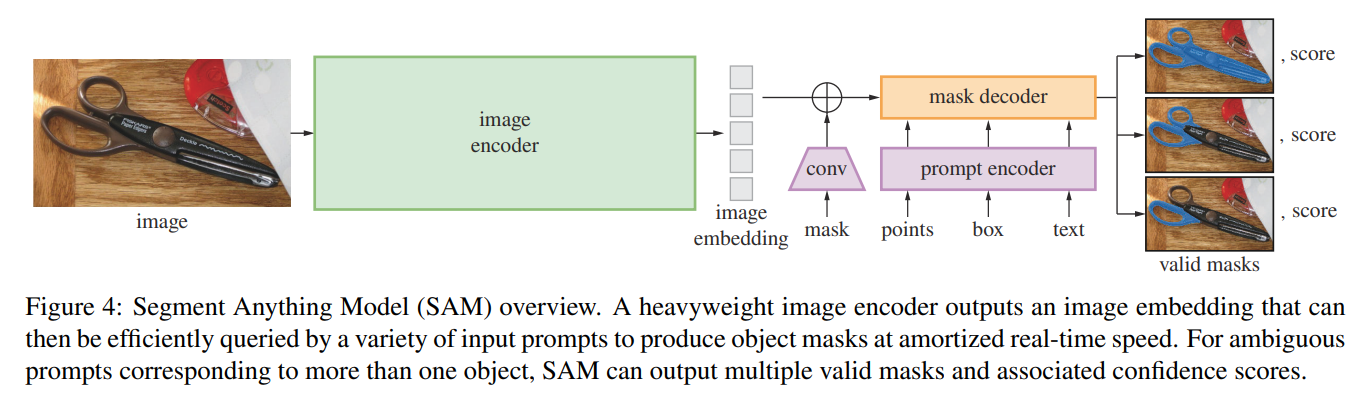 image
encoder
mask decoder
conv
prompt encoder
image
image
embedding
mask
points
box
text
, score
, score
, score
valid masks
Figure 4: Segment Anything Model (SAM) overview. A heavyweight image encoder outputs an image embedding that can
then be efficiently queried by a variety of input prompts to produce object masks at amortized real-time speed. For ambiguous
prompts corresponding to more than one object, SAM can output multiple valid masks and associated confidence scores.